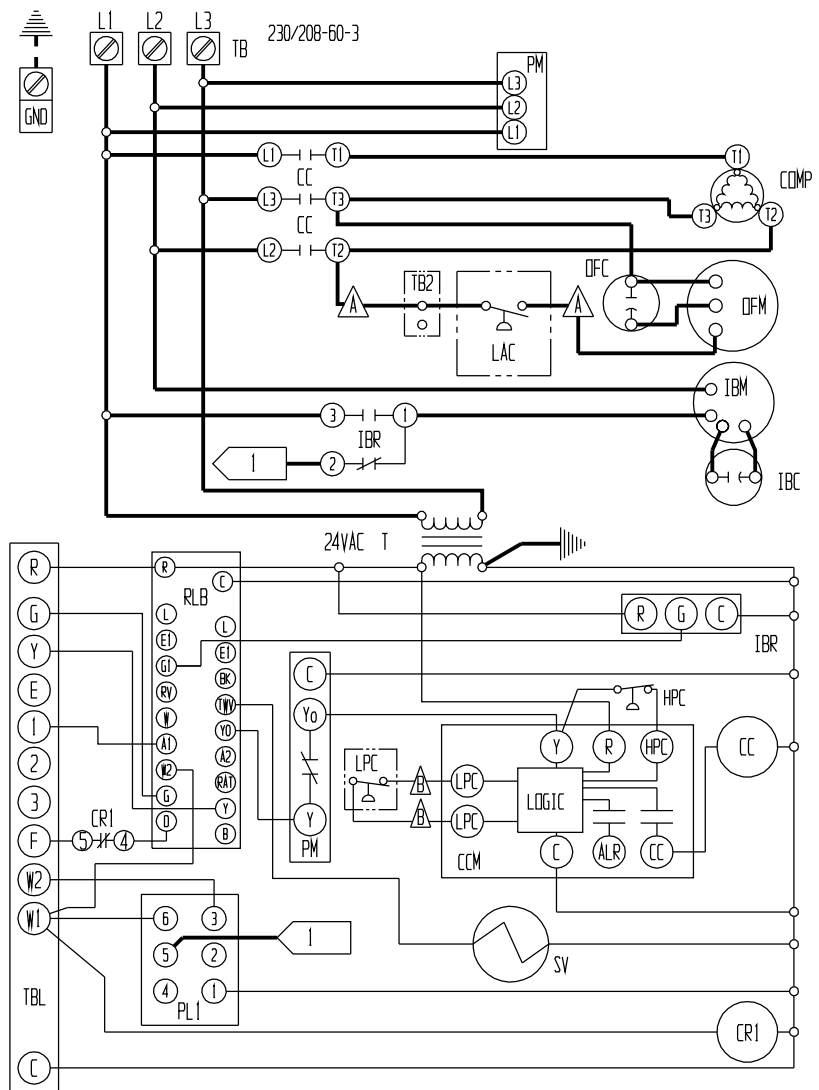 L1 L2 L3
230/208-60-3
TB
GND
PM
L3
L2
L1
L1 T1
CC
L3 T3
CC
L2 T2
T1
T3 T2
COMP
A
TB2
LAC
A
OFC
OFM
IBM
3 1
IBR
1
2
IBC
24VAC T
R
G
Y
E
1
2
3
F
W2
W1
TBL
C
CR1
5 4
RLB
R
L
E1
G1
RV
W
A1
W2
G
O
C
L
E1
BK
TWV
YO
A2
RAT
Y
B
C
Yo
Y
PM
R G C
IBR
HPC
LPC
B
B
Y R HPC
LPC
LPC
LOGIC
C ALR CC
CCM
CC
6 3
5 2
4 1
PL1
1
SV
CR1